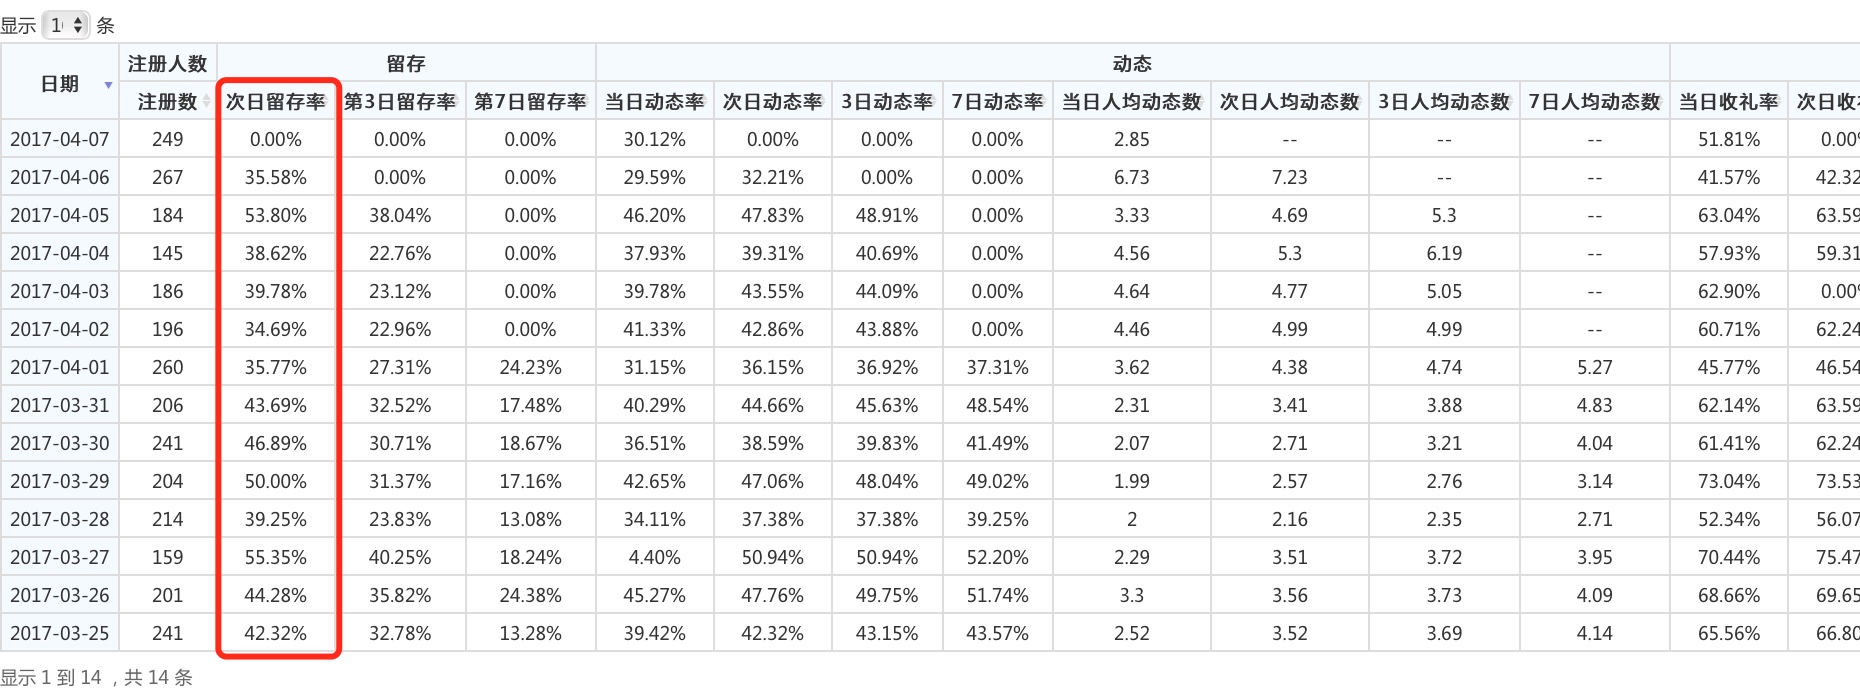 显示 1 条
注册人数 留存 动态
日期
注册数 次日留存率 第3日留存率 第7日留存率 当日动态率 次日动态率 3日动态率 7日动态率 当日人均动态数 次日人均动态数 3日人均动态数 7日人均动态数 当日收礼率 次日收
2017-04-07 249 0.00% 0.00% 0.00% 30.12% 0.00% 0.00% 0.00% 2.85 -- -- -- 51.81% 0.00
2017-04-06 267 35.58% 0.00% 0.00% 29.59% 32.21% 0.00% 0.00% 6.73 7.23 -- -- 41.57% 42.32
2017-04-05 184 53.80% 38.04% 0.00% 46.20% 47.83% 48.91% 0.00% 3.33 4.69 5.3 -- 63.04% 63.59
2017-04-04 145 38.62% 22.76% 0.00% 37.93% 39.31% 40.69% 0.00% 4.56 5.3 6.19 -- 57.93% 59.31
2017-04-03 186 39.78% 23.12% 0.00% 39.78% 43.55% 44.09% 0.00% 4.64 4.77 5.05 -- 62.90% 0.00
2017-04-02 196 34.69% 22.96% 0.00% 41.33% 42.86% 43.88% 0.00% 4.46 4.99 4.99 -- 60.71% 62.24
2017-04-01 260 35.77% 27.31% 24.23% 31.15% 36.15% 36.92% 37.31% 3.62 4.38 4.74 5.27 45.77% 46.54
2017-03-31 206 43.69% 32.52% 17.48% 40.29% 44.66% 45.63% 48.54% 2.31 3.41 3.88 4.83 62.14% 63.59
2017-03-30 241 46.89% 30.71% 18.67% 36.51% 38.59% 39.83% 41.49% 2.07 2.71 3.21 4.04 61.41% 62.24
2017-03-29 204 50.00% 31.37% 17.16% 42.65% 47.06% 48.04% 49.02% 1.99 2.57 2.76 3.14 73.04% 73.53
2017-03-28 214 39.25% 23.83% 13.08% 34.11% 37.38% 37.38% 39.25% 2 2.16 2.35 2.71 52.34% 56.07
2017-03-27 159 55.35% 40.25% 18.24% 4.40% 50.94% 50.94% 52.20% 2.29 3.51 3.72 3.95 70.44% 75.47
2017-03-26 201 44.28% 35.82% 24.38% 45.27% 47.76% 49.75% 51.74% 3.3 3.56 3.73 4.09 68.66% 69.65
2017-03-25 241 42.32% 32.78% 13.28% 39.42% 42.32% 43.15% 43.57% 2.52 3.52 3.69 4.14 65.56% 66.80
显示 1 到 14 ，共 14 条